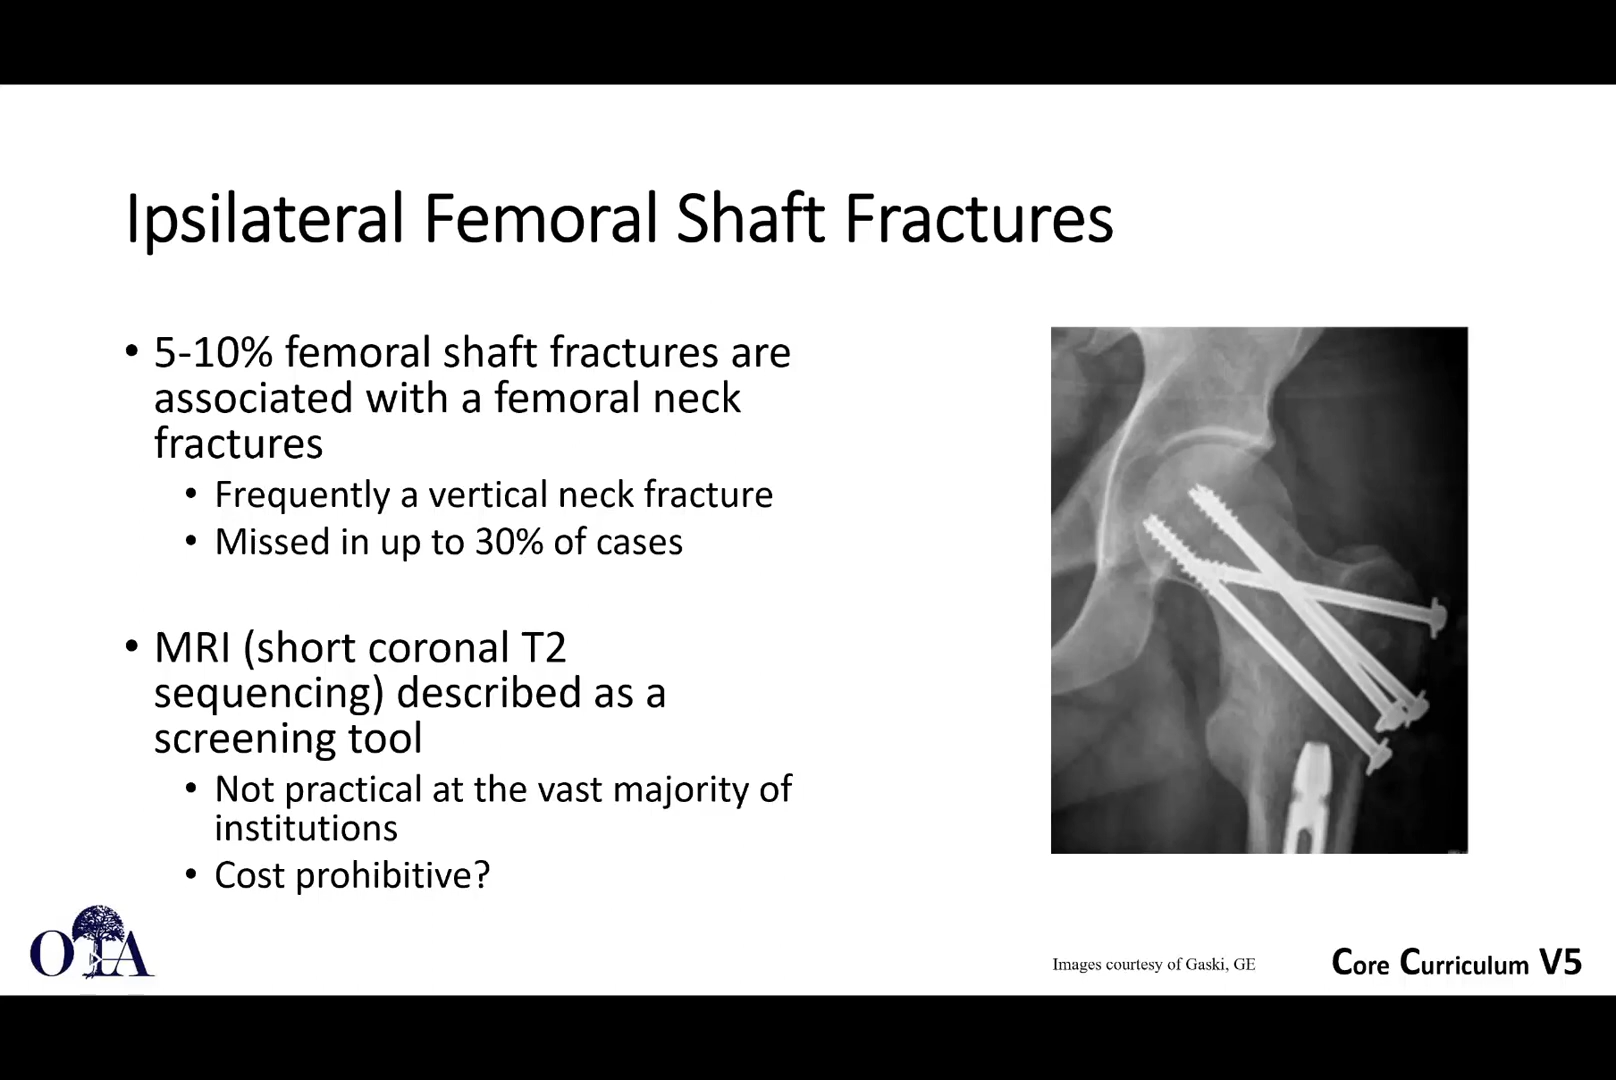 Ipsilateral Femoral Shaft Fractures
• 5-10% femoral shaft fractures are
associated with a femoral neck
fractures
• Frequently a vertical neck fracture
• Missed in up to 30% of cases
• MRI (short coronal T2
sequencing) described as a
screening tool
• Not practical at the vast majority of
institutions
• Cost prohibitive?
OTA
Images courtesy of Gaski, GE
Core Curriculum V5